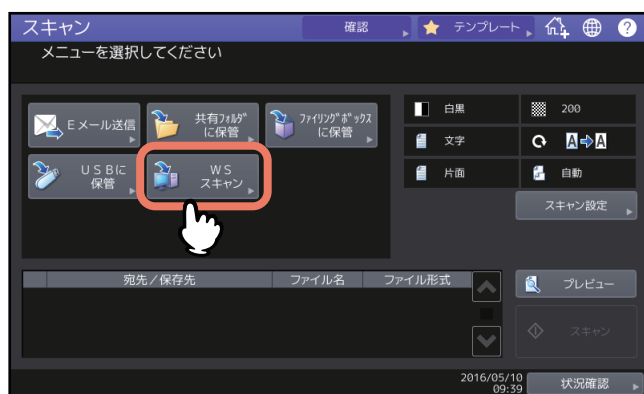 スキャン
確認
テンプレート
メニューを選択してください
Eメール送信
共有フォルダ
に保管
ファイリングボックス
に保管
USBに
保管
WS
スキャン
白黒
200
文字
A A
片面
自動
スキャン設定
宛先/保存先 ファイル名 ファイル形式
プレビュー
スキャン
2016/05/10
09:39
状況確認